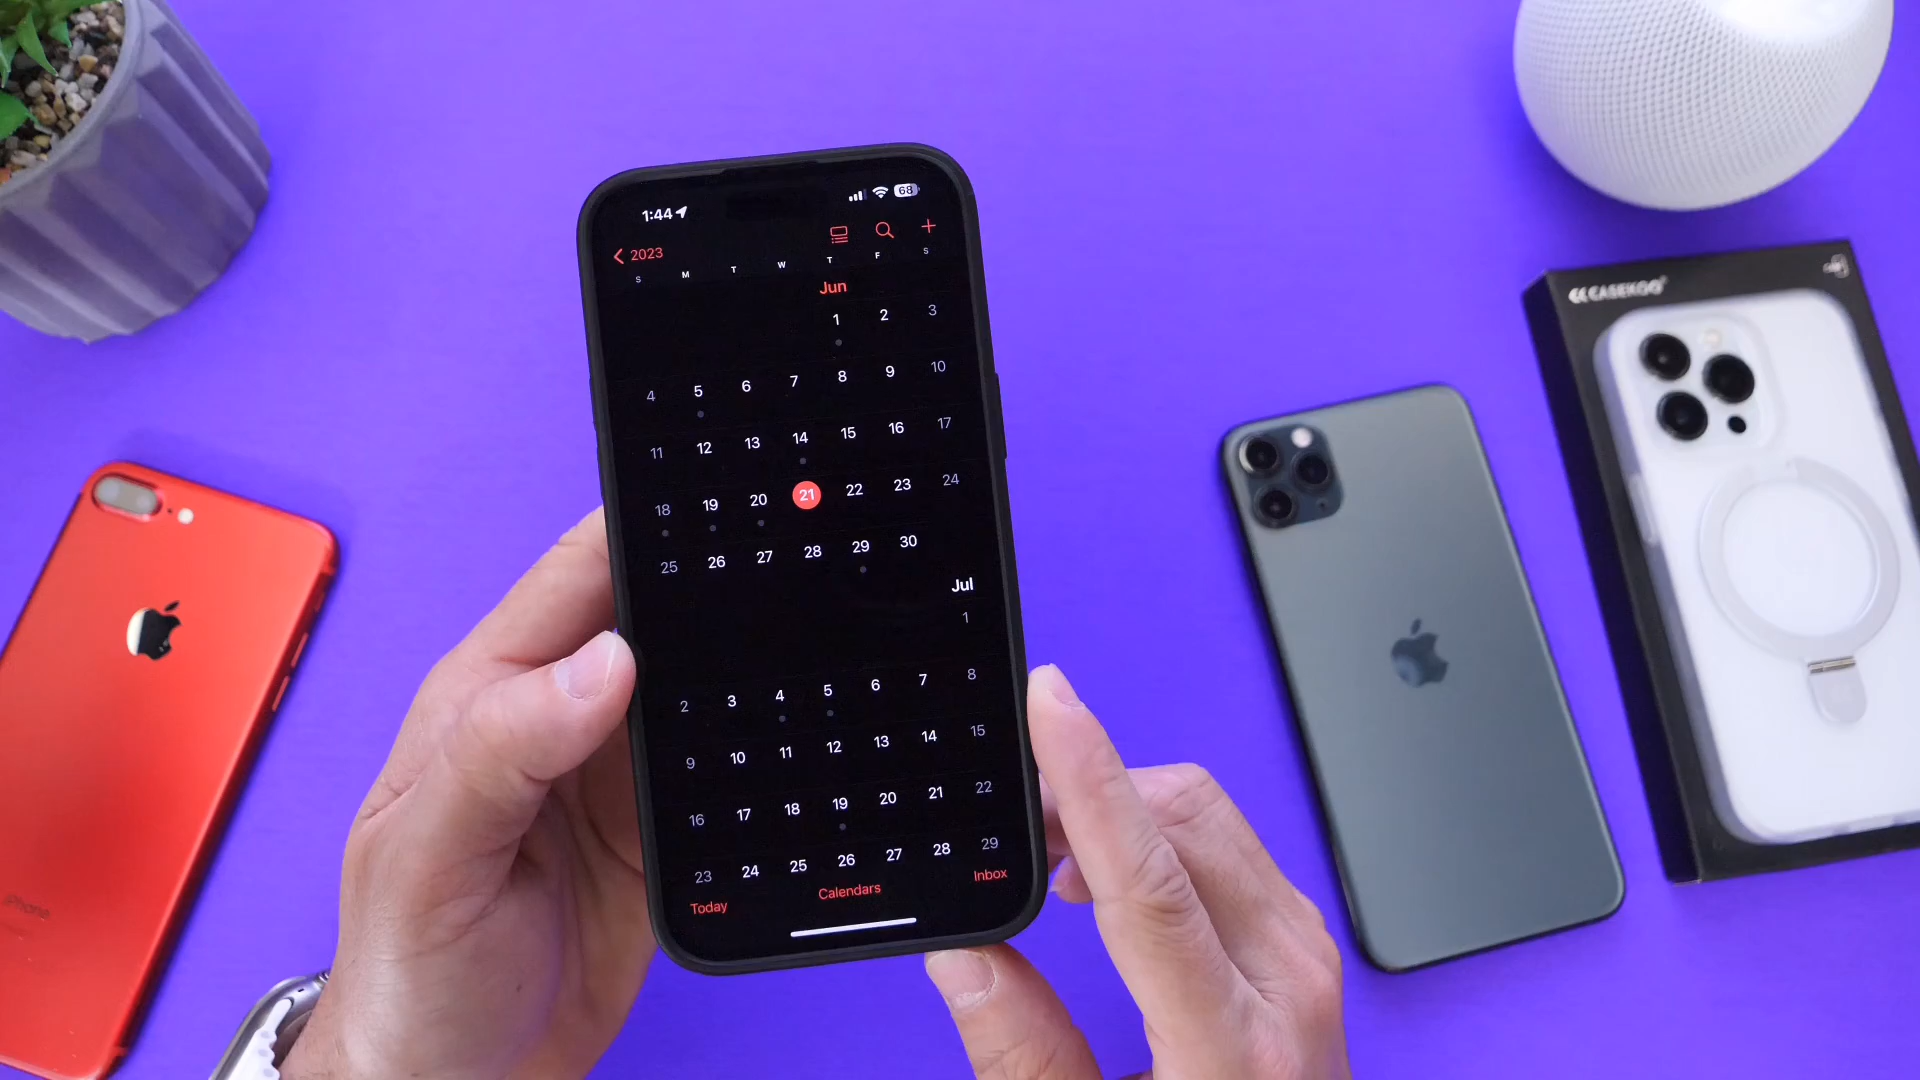 1:44
68
2023
S M T W T F S
Jun
1 2 3
4 5 6 7 8 9 10
11 12 13 14 15 16 17
18 19 20 21 22 23 24
25 26 27 28 29 30
Jul
1
2 3 4 5 6 7 8
9 10 11 12 13 14 15
16 17 18 19 20 21 22
23 24 25 26 27 28 29
Today Calendars Inbox
CASEKOO
iPhone